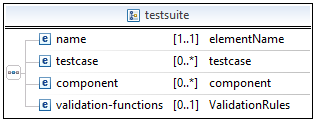 testsuite
name [1..1] elementName
testcase [0..*] testcase
component [0..*] component
validation-functions [0..1] ValidationRules